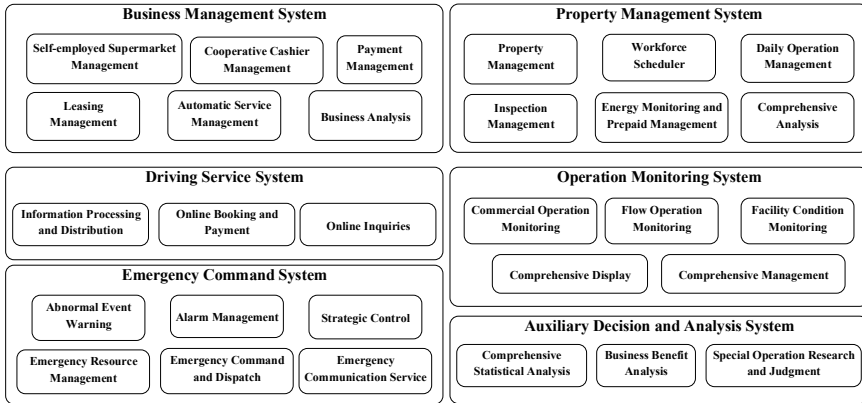 Business Management System
Self-employed Supermarket
Management
Cooperative Cashier
Management
Payment
Management
Leasing
Management
Automatic Service
Management
Business Analysis
Property Management System
Property
Management
Workforce
Scheduler
Daily Operation
Management
Inspection
Management
Energy Monitoring and
Prepaid Management
Comprehensive
Analysis
Driving Service System
Information Processing
and Distribution
Online Booking and
Payment
Online Inquiries
Operation Monitoring System
Commercial Operation
Monitoring
Flow Operation
Monitoring
Facility Condition
Monitoring
Comprehensive Display
Comprehensive Management
Emergency Command System
Abnormal Event
Warning
Alarm Management
Strategic Control
Emergency Resource
Management
Emergency Command
and Dispatch
Emergency
Communication Service
Auxiliary Decision and Analysis System
Comprehensive
Statistical Analysis
Business Benefit
Analysis
Special Operation Research
and Judgment